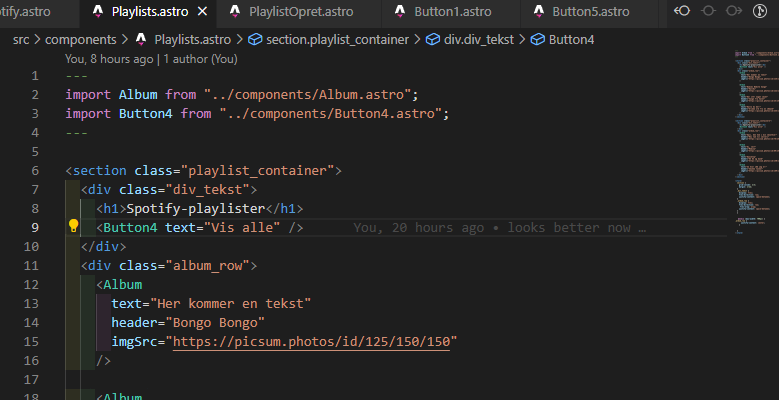 tify.astro Playlists.astro PlaylistOpret.astro Button1.astro Button5.astro
src > components > Playlists.astro > section.playlist_container > div.div_tekst > Button4
You, 8 hours ago | 1 author (You)
1 ---
2 import Album from "../components/Album.astro";
3 import Button4 from "../components/Button4.astro";
4 ---
5
6 <section class="playlist_container">
7 <div class="div_tekst">
8 <h1>Spotify-playlister</h1>
9 <Button4 text="Vis alle" /> You, 20 hours ago • looks better now …
10 </div>
11 <div class="album_row">
12 <Album
13 text="Her kommer en tekst"
14 header="Bongo Bongo"
15 imgSrc="https://picsum.photos/id/125/150/150"
16 />
17
18 <Album